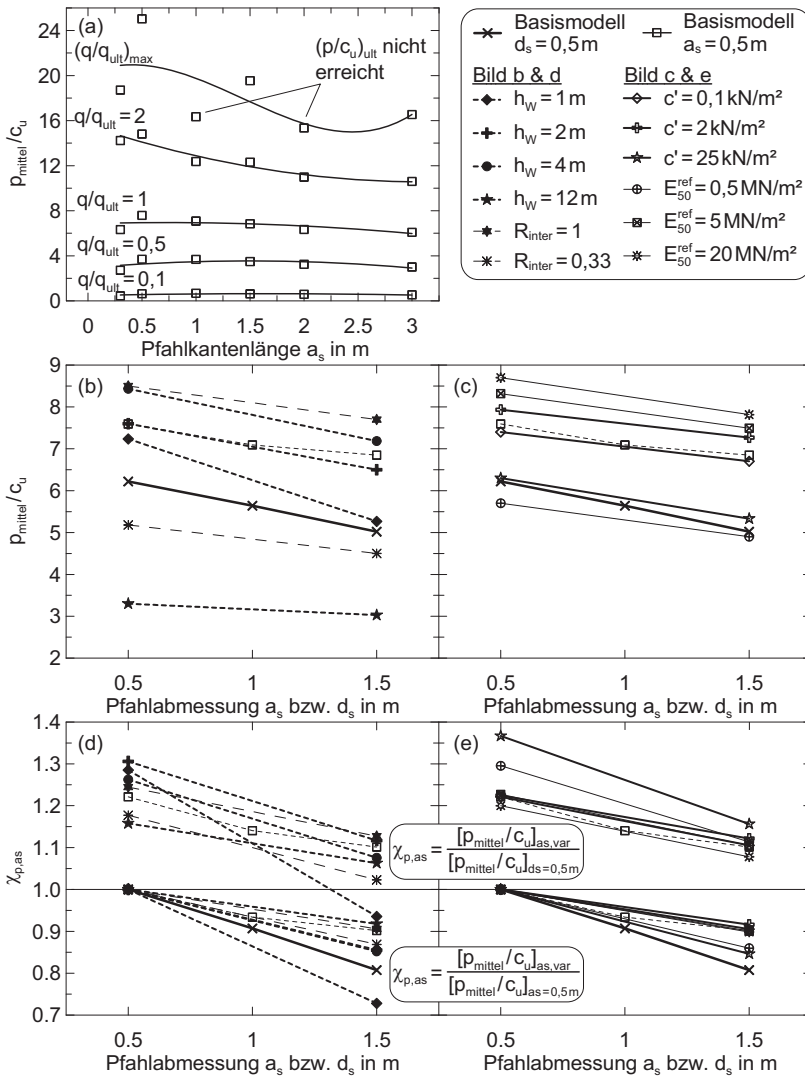 (a)
(q/q_ult)_max
(p/c_u)_ult nicht
erreicht
q/q_ult = 2
q/q_ult = 1
q/q_ult = 0,5
q/q_ult = 0,1
p_mittel/c_u
24
20
16
12
8
4
0
0
0.5
1
1.5
2
2.5
3
Pfahlkantenlänge a_s in m
Basismodell
d_s = 0,5 m
Basismodell
a_s = 0,5 m
Bild b & d
h_W = 1 m
h_W = 2 m
h_W = 4 m
h_W = 12 m
R_inter = 1
R_inter = 0,33
Bild c & e
c' = 0,1 kN/m²
c' = 2 kN/m²
c' = 25 kN/m²
E_50^ref = 0,5 MN/m²
E_50^ref = 5 MN/m²
E_50^ref = 20 MN/m²
(b)
(c)
p_mittel/c_u
9
8
7
6
5
4
3
2
0.5
1
1.5
0.5
1
1.5
Pfahlabmessung a_s bzw. d_s in m
Pfahlabmessung a_s bzw. d_s in m
(d)
(e)
χ_p,as
1.4
1.3
1.2
1.1
1.0
0.9
0.8
0.7
χ_p,as = [p_mittel/c_u]_as,var / [p_mittel/c_u]_ds=0,5m
χ_p,as = [p_mittel/c_u]_as,var / [p_mittel/c_u]_as=0,5m
0.5
1
1.5
0.5
1
1.5
Pfahlabmessung a_s bzw. d_s in m
Pfahlabmessung a_s bzw. d_s in m